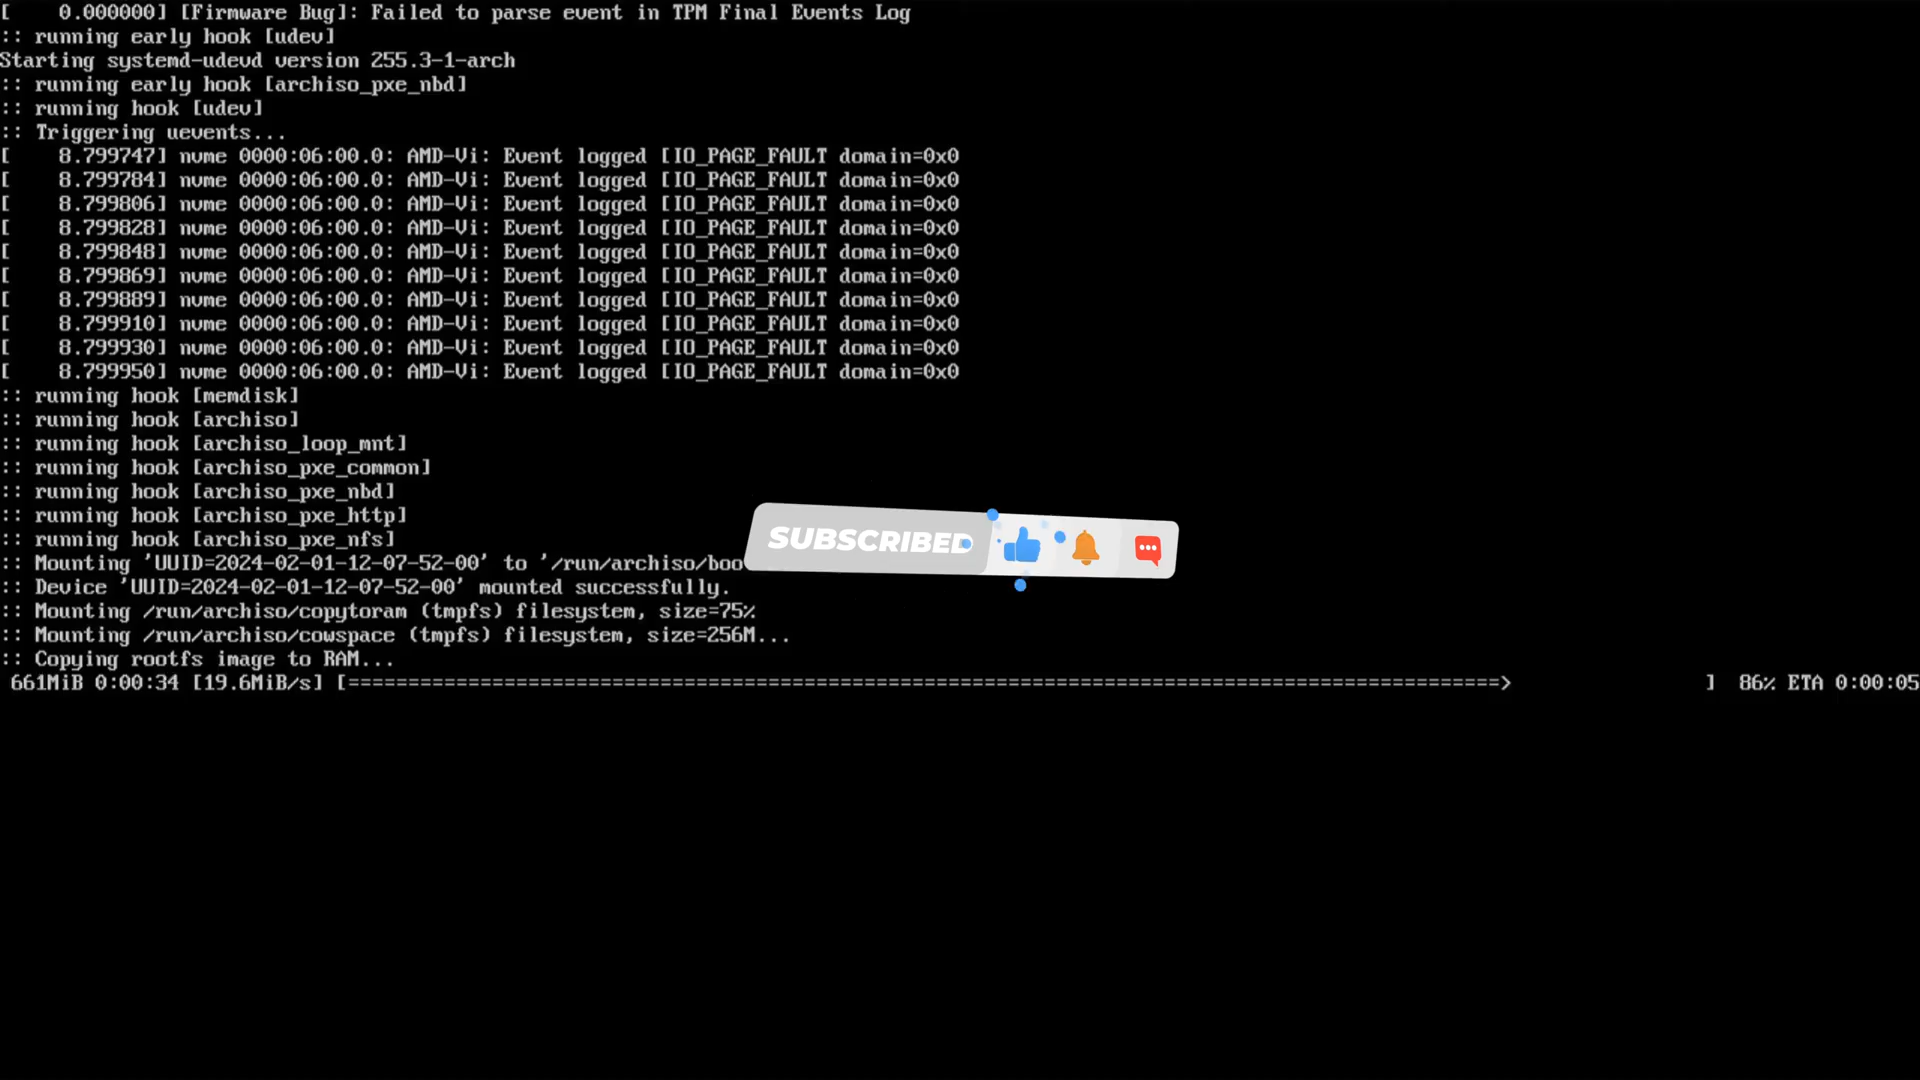 [    0.000000] [Firmware Bug]: Failed to parse event in TPM Final Events Log
:: running early hook [udev]
Starting systemd-udevd version 255.3-1-arch
:: running early hook [archiso_pxe_nbd]
:: running hook [udev]
:: Triggering uevents...
[    8.799747] nvme 0000:06:00.0: AMD-Vi: Event logged [IO_PAGE_FAULT domain=0x0
[    8.799784] nvme 0000:06:00.0: AMD-Vi: Event logged [IO_PAGE_FAULT domain=0x0
[    8.799806] nvme 0000:06:00.0: AMD-Vi: Event logged [IO_PAGE_FAULT domain=0x0
[    8.799828] nvme 0000:06:00.0: AMD-Vi: Event logged [IO_PAGE_FAULT domain=0x0
[    8.799848] nvme 0000:06:00.0: AMD-Vi: Event logged [IO_PAGE_FAULT domain=0x0
[    8.799869] nvme 0000:06:00.0: AMD-Vi: Event logged [IO_PAGE_FAULT domain=0x0
[    8.799889] nvme 0000:06:00.0: AMD-Vi: Event logged [IO_PAGE_FAULT domain=0x0
[    8.799910] nvme 0000:06:00.0: AMD-Vi: Event logged [IO_PAGE_FAULT domain=0x0
[    8.799930] nvme 0000:06:00.0: AMD-Vi: Event logged [IO_PAGE_FAULT domain=0x0
[    8.799950] nvme 0000:06:00.0: AMD-Vi: Event logged [IO_PAGE_FAULT domain=0x0
:: running hook [memdisk]
:: running hook [archiso]
:: running hook [archiso_loop_mnt]
:: running hook [archiso_pxe_common]
:: running hook [archiso_pxe_nbd]
:: running hook [archiso_pxe_http]
:: running hook [archiso_pxe_nfs]
SUBSCRIBED
:: Mounting 'UUID=2024-02-01-12-07-52-00' to '/run/archiso/boo
:: Device 'UUID=2024-02-01-12-07-52-00' mounted successfully.
:: Mounting /run/archiso/copytoram (tmpfs) filesystem, size=75%
:: Mounting /run/archiso/cowspace (tmpfs) filesystem, size=256M...
:: Copying rootfs image to RAM...
661MiB 0:00:34 [19.6MiB/s] [================================================================================================>                ]  86% ETA 0:00:05